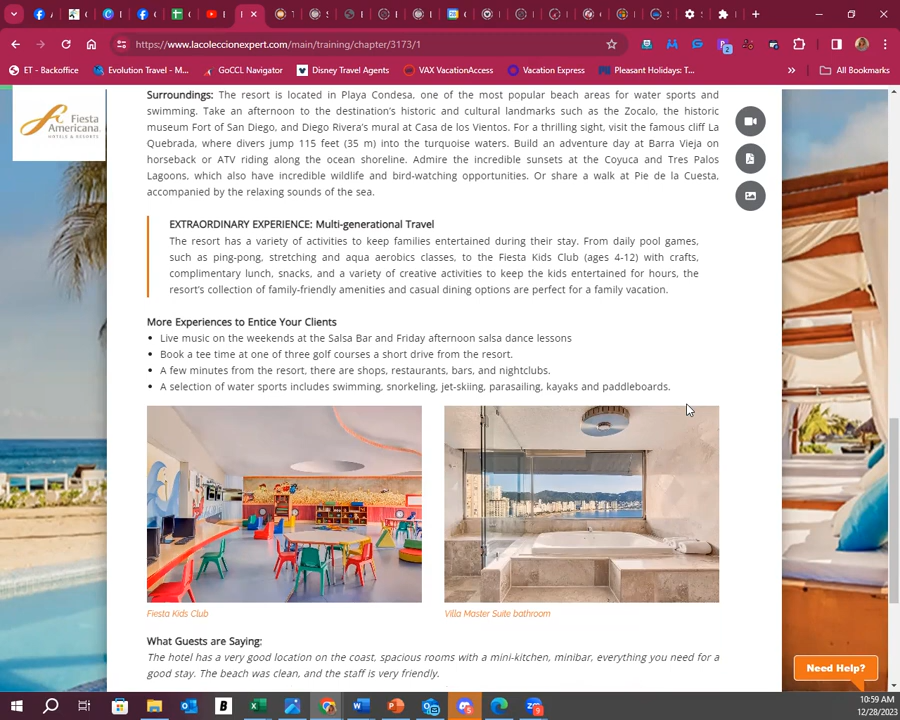 https://www.lacoleccionexpert.com/main/training/chapter/3173/1
ET - Backoffice
Evolution Travel - M...
GoCCL Navigator
Disney Travel Agents
VAX VacationAccess
Vacation Express
Pleasant Holidays: T...
»
All Bookmarks
Fiesta
Americana
HOTELS & RESORTS
Surroundings: The resort is located in Playa Condesa, one of the most popular beach areas for water sports and
swimming. Take an afternoon to the destination's historic and cultural landmarks such as the Zocalo, the historic
museum Fort of San Diego, and Diego Rivera's mural at Casa de los Vientos. For a thrilling sight, visit the famous cliff La
Quebrada, where divers jump 115 feet (35 m) into the turquoise waters. Build an adventure day at Barra Vieja on
horseback or ATV riding along the ocean shoreline. Admire the incredible sunsets at the Coyuca and Tres Palos
Lagoons, which also have incredible wildlife and bird-watching opportunities. Or share a walk at Pie de la Cuesta,
accompanied by the relaxing sounds of the sea.
EXTRAORDINARY EXPERIENCE: Multi-generational Travel
The resort has a variety of activities to keep families entertained during their stay. From daily pool games,
such as ping-pong, stretching and aqua aerobics classes, to the Fiesta Kids Club (ages 4-12) with crafts,
complimentary lunch, snacks, and a variety of creative activities to keep the kids entertained for hours, the
resort's collection of family-friendly amenities and casual dining options are perfect for a family vacation.
More Experiences to Entice Your Clients
• Live music on the weekends at the Salsa Bar and Friday afternoon salsa dance lessons
• Book a tee time at one of three golf courses a short drive from the resort.
• A few minutes from the resort, there are shops, restaurants, bars, and nightclubs.
• A selection of water sports includes swimming, snorkeling, jet-skiing, parasailing, kayaks and paddleboards.
Fiesta Kids Club
Villa Master Suite bathroom
What Guests are Saying:
The hotel has a very good location on the coast, spacious rooms with a mini-kitchen, minibar, everything you need for a
good stay. The beach was clean, and the staff is very friendly.
Need Help?
10:59 AM
12/28/2023